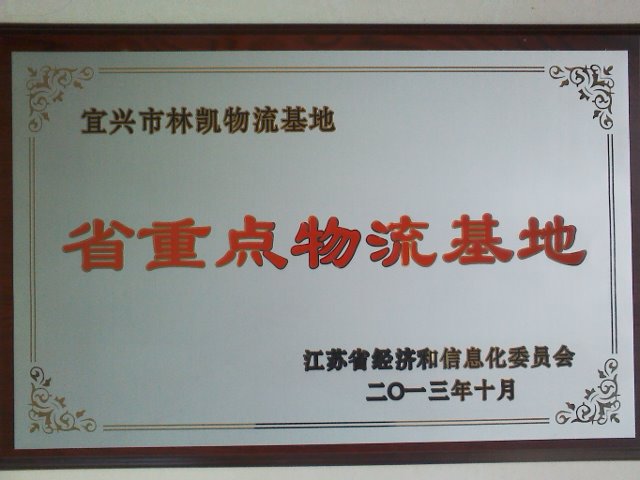 宜兴市林凯物流基地
省重点物流基地
江苏省经济和信息化委员会
二〇一三年十月